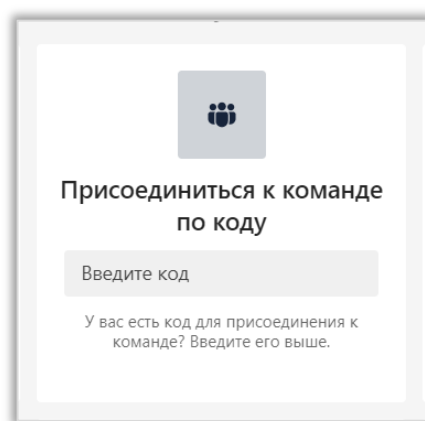 Присоединиться к команде
по коду
Введите код
У вас есть код для присоединения к
команде? Введите его выше.